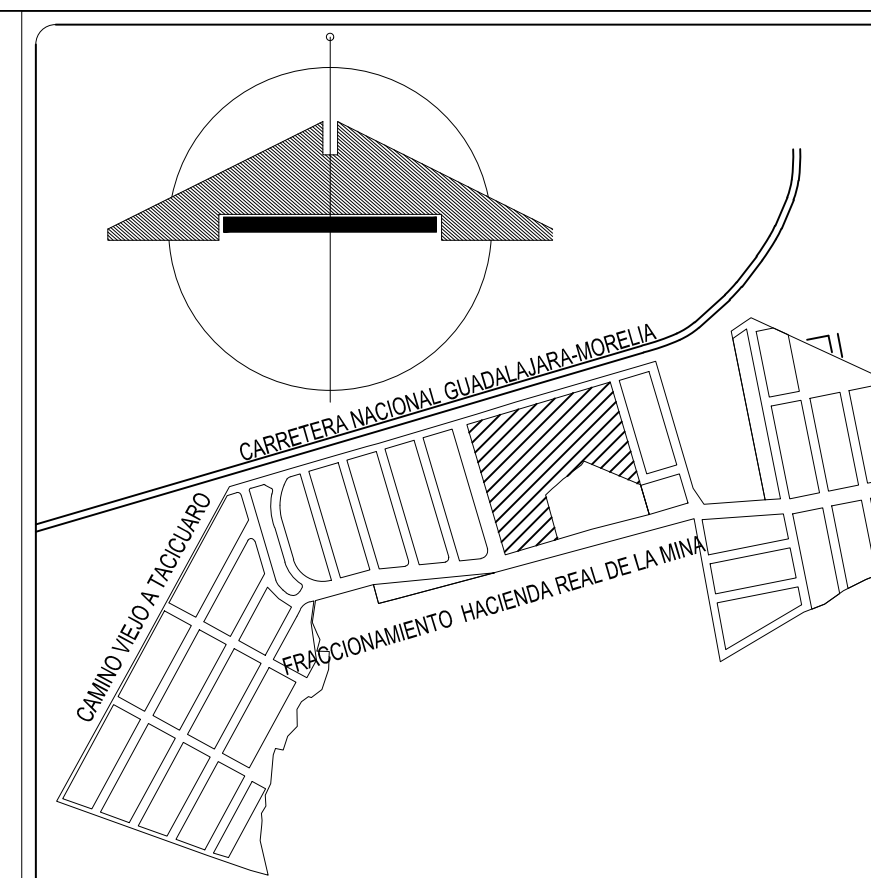 CARRETERA NACIONAL GUADALAJARA-MORELIA
CAMINO VIEJO A TACICUARO
FRACCIONAMIENTO HACIENDA REAL DE LA MINA